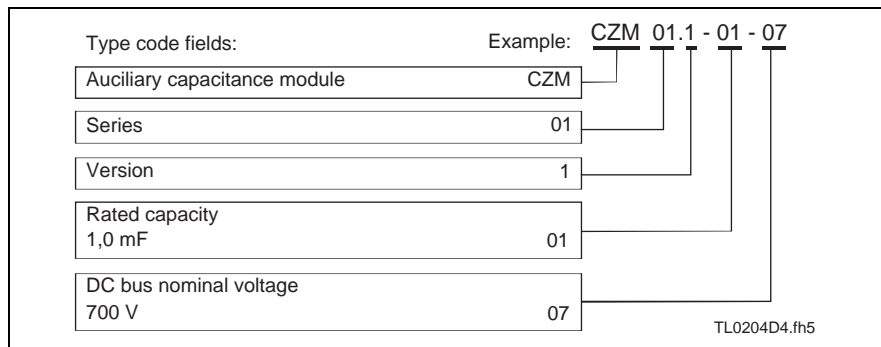 Type code fields: Example: CZM 01.1 - 01 - 07
Auciliary capacitance module CZM
Series 01
Version 1
Rated capacity
1,0 mF 01
DC bus nominal voltage
700 V 07
TL0204D4.fh5